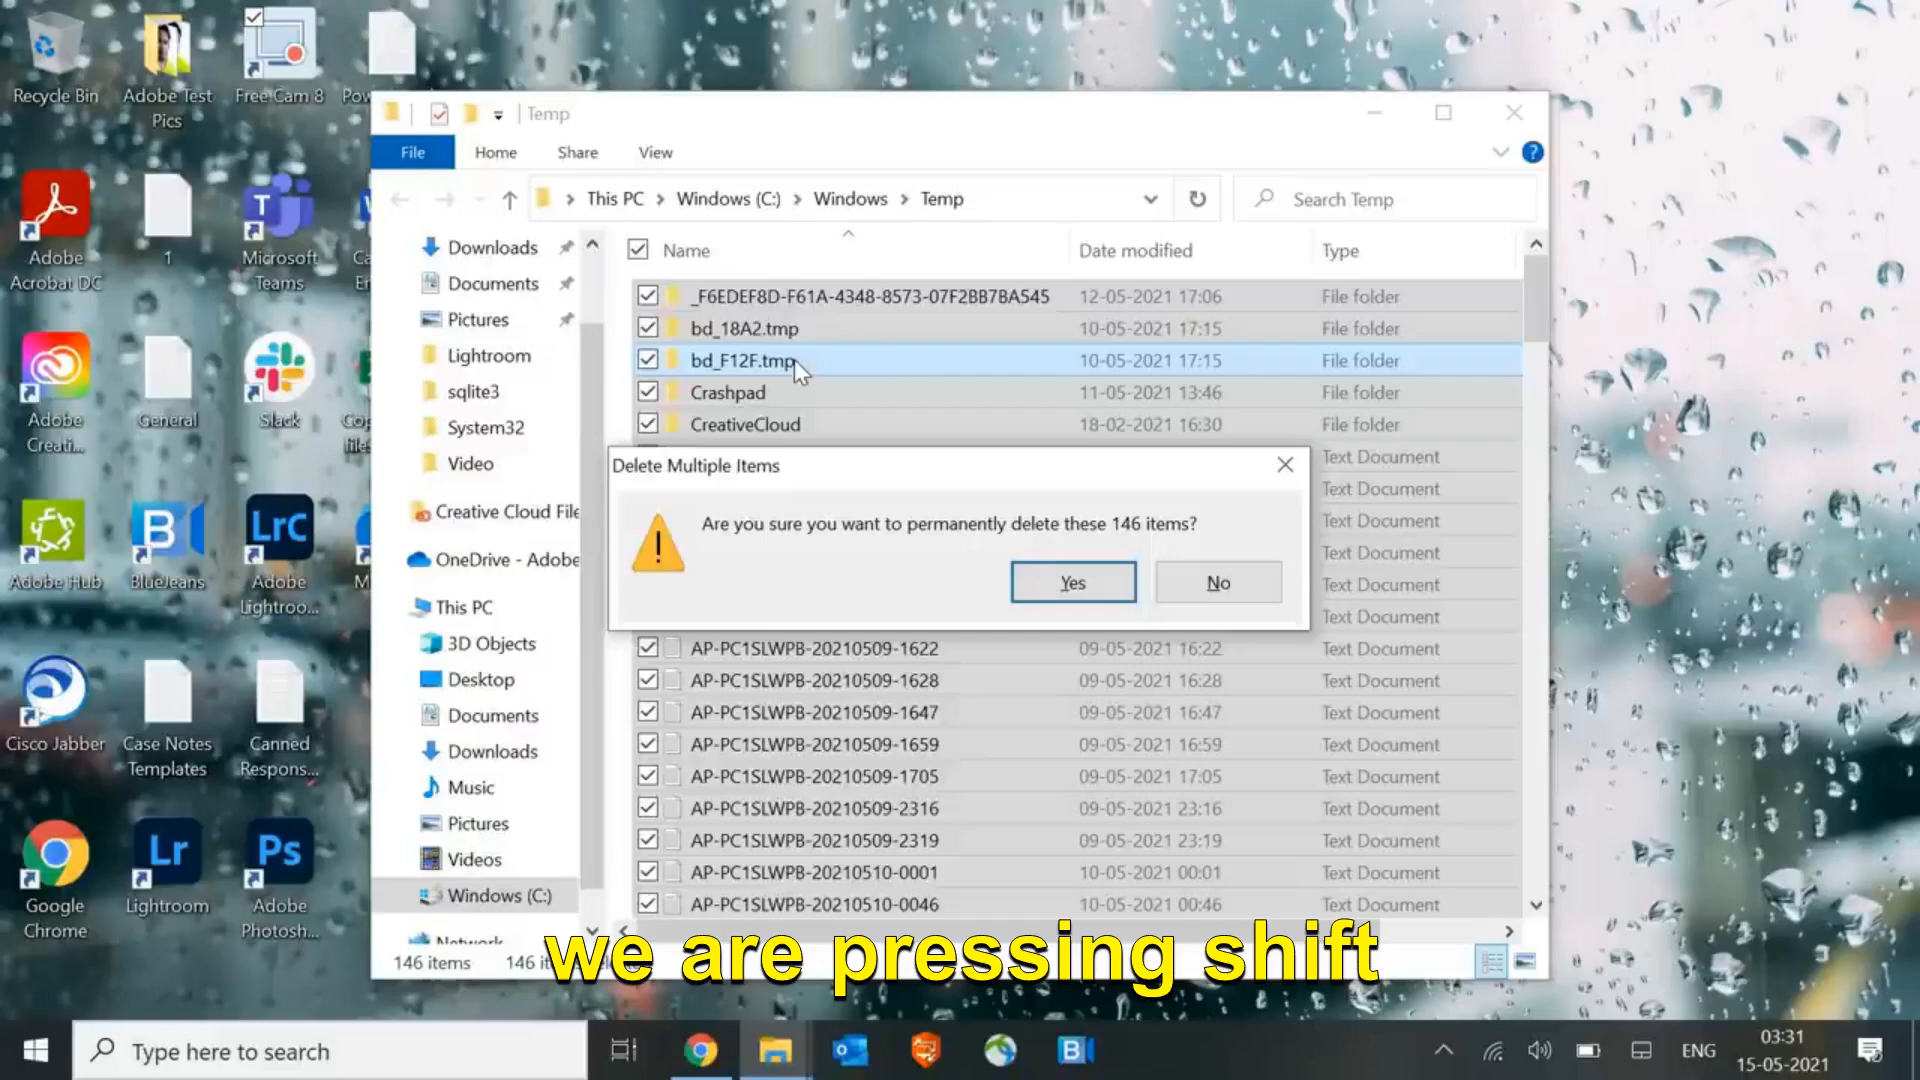 Recycle Bin
Adobe Test
Pics
Free Cam 8
Adobe
Acrobat DC
1
Microsoft
Teams
Adobe
Creati...
General
Slack
Adobe Hub
BlueJeans
Adobe
Lightroo...
Cisco Jabber
Case Notes
Templates
Canned
Respons...
Google
Chrome
Lightroom
Adobe
Photosh...
Temp
File
Home
Share
View
This PC > Windows (C:) > Windows > Temp
Search Temp
Downloads
Documents
Pictures
Lightroom
sqlite3
System32
Video
Creative Cloud File
OneDrive - Adobe
This PC
3D Objects
Desktop
Documents
Downloads
Music
Pictures
Videos
Windows (C:)
Network
Name Date modified Type
_F6EDEF8D-F61A-4348-8573-07F2BB7BA545 12-05-2021 17:06 File folder
bd_18A2.tmp 10-05-2021 17:15 File folder
bd_F12F.tmp 10-05-2021 17:15 File folder
Crashpad 11-05-2021 13:46 File folder
CreativeCloud 18-02-2021 16:30 File folder
Text Document
Text Document
Text Document
Text Document
Text Document
Text Document
Delete Multiple Items
Are you sure you want to permanently delete these 146 items?
Yes
No
AP-PC1SLWPB-20210509-1622 09-05-2021 16:22 Text Document
AP-PC1SLWPB-20210509-1628 09-05-2021 16:28 Text Document
AP-PC1SLWPB-20210509-1647 09-05-2021 16:47 Text Document
AP-PC1SLWPB-20210509-1659 09-05-2021 16:59 Text Document
AP-PC1SLWPB-20210509-1705 09-05-2021 17:05 Text Document
AP-PC1SLWPB-20210509-2316 09-05-2021 23:16 Text Document
AP-PC1SLWPB-20210509-2319 09-05-2021 23:19 Text Document
AP-PC1SLWPB-20210510-0001 10-05-2021 00:01 Text Document
AP-PC1SLWPB-20210510-0046 10-05-2021 00:46 Text Document
146 items
we are pressing shift
Type here to search
ENG
03:31
15-05-2021